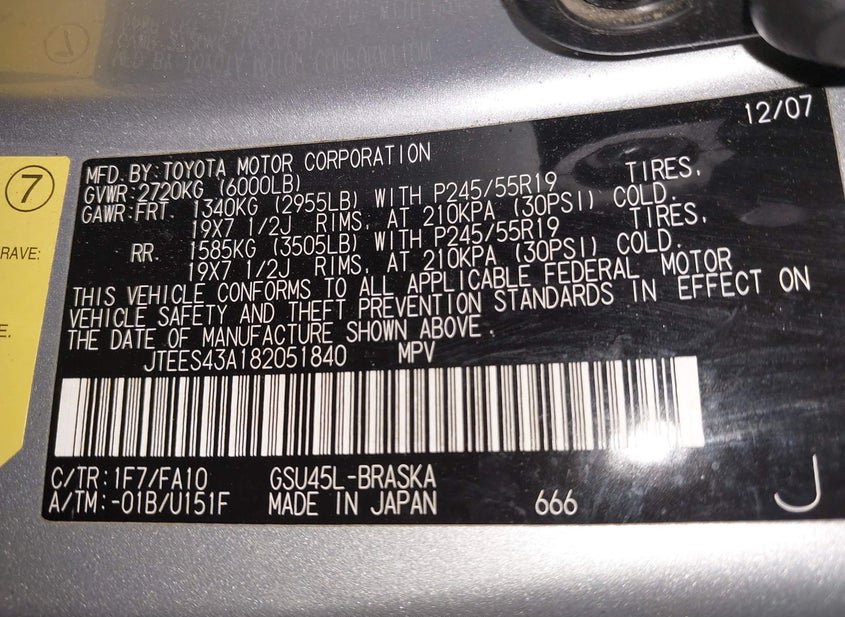 12/07
MFD. BY: TOYOTA MOTOR CORPORATION
GVWR: 2720KG (6000LB)
GAWR: FRT. 1340KG (2955LB) WITH P245/55R19 TIRES,
19X7 1/2J RIMS, AT 210KPA (30PSI) COLD.
RR. 1585KG (3505LB) WITH P245/55R19 TIRES,
19X7 1/2J RIMS, AT 210KPA (30PSI) COLD.
THIS VEHICLE CONFORMS TO ALL APPLICABLE FEDERAL MOTOR
VEHICLE SAFETY AND THEFT PREVENTION STANDARDS IN EFFECT ON
THE DATE OF MANUFACTURE SHOWN ABOVE.
JTEES43A182051840 MPV
C/TR: 1F7/FA10 GSU45L-BRASKA
A/TM: -01B/U151F MADE IN JAPAN 666 J
7
RAVE:
E.